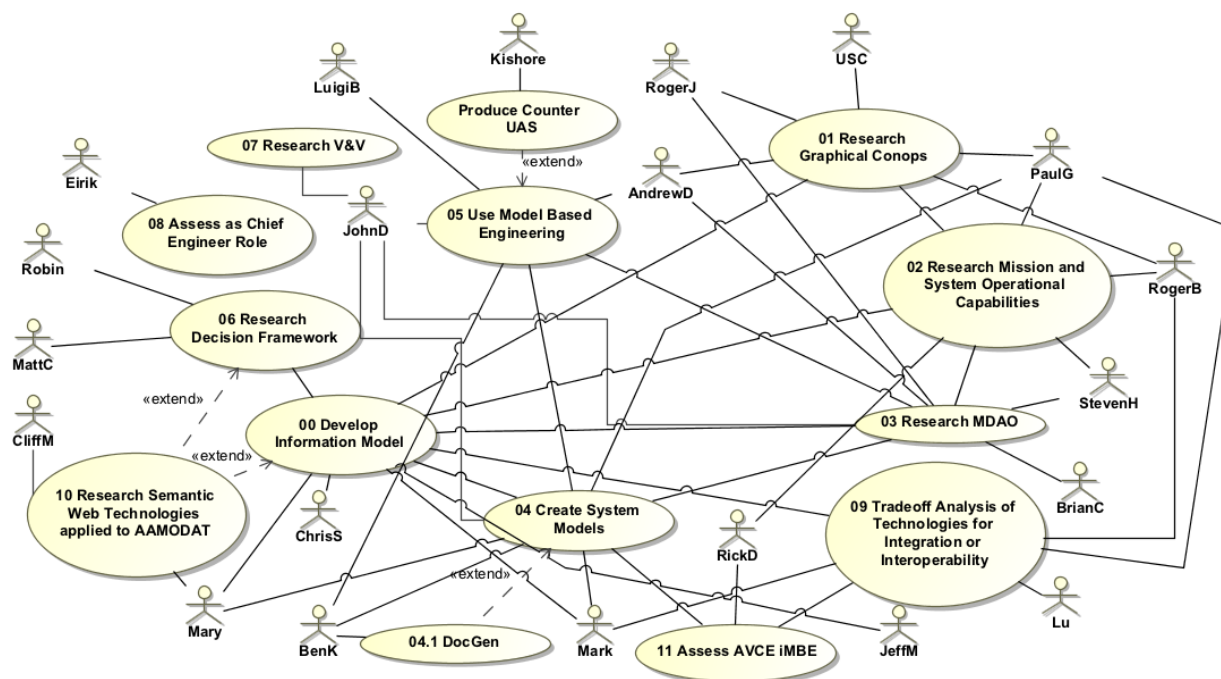 Kishore
USC
LuigiB
RogerJ
Produce Counter
UAS
01 Research
Graphical Conops
07 Research V&V
«extend»
PaulG
Eirik
AndrewD
JohnD
05 Use Model Based
Engineering
08 Assess as Chief
Engineer Role
Robin
02 Research Mission and
System Operational
Capabilities
RogerB
06 Research
Decision Framework
MattC
«extend»
StevenH
CliffM
00 Develop
Information Model
03 Research MDAO
«extend»
10 Research Semantic
Web Technologies
applied to AAMODAT
ChrisS
04 Create System
Models
RickD
09 Tradeoff Analysis of
Technologies for
Integration or
Interoperability
BrianC
«extend»
Mary
BenK
04.1 DocGen
Mark
11 Assess AVCE iMBE
JeffM
Lu